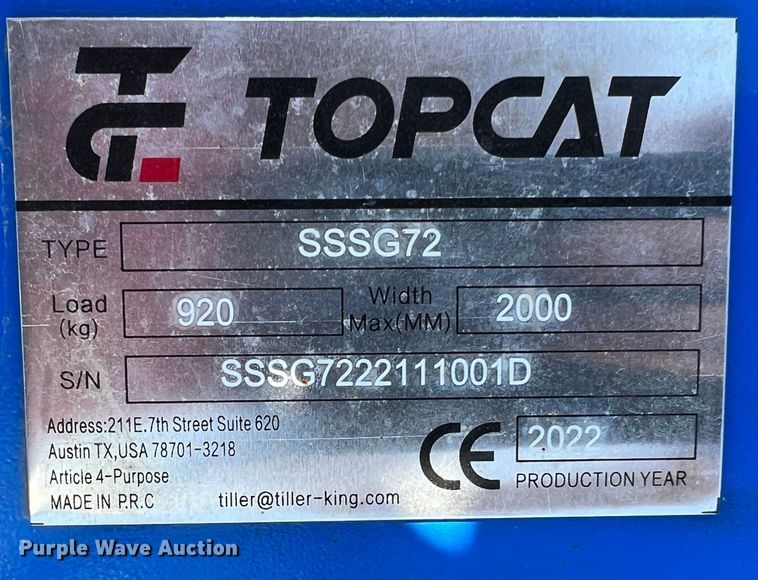 TOPCAT
TYPE SSSG72
Load (kg) 920 Width Max(MM) 2000
S/N SSSG7222111001D
Address:211E.7th Street Suite 620
Austin TX,USA 78701-3218
Article 4-Purpose
MADE IN P.R.C tiller@tiller-king.com
CE 2022
PRODUCTION YEAR
Purple Wave Auction